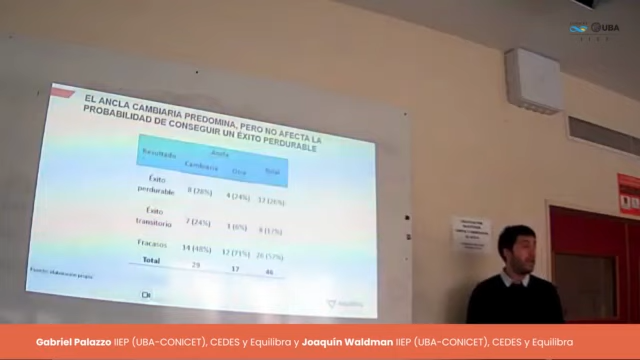 UBA
EL ANCLA CAMBIARIA PREDOMINA, PERO NO AFECTA LA
PROBABILIDAD DE CONSEGUIR UN ÉXITO PERDURABLE
Resultado Ancla
Cambiaria Otra Total
Éxito
perdurable 8 (28%) 4 (24%) 12 (26%)
Éxito
transitorio 7 (24%) 1 (6%) 8 (17%)
Fracasos 14 (48%) 12 (71%) 26 (57%)
Total 29 17 46
Fuente: elaboración propia
equilibra
Gabriel Palazzo IIEP (UBA-CONICET), CEDES y Equilibra y Joaquín Waldman IIEP (UBA-CONICET), CEDES y Equilibra